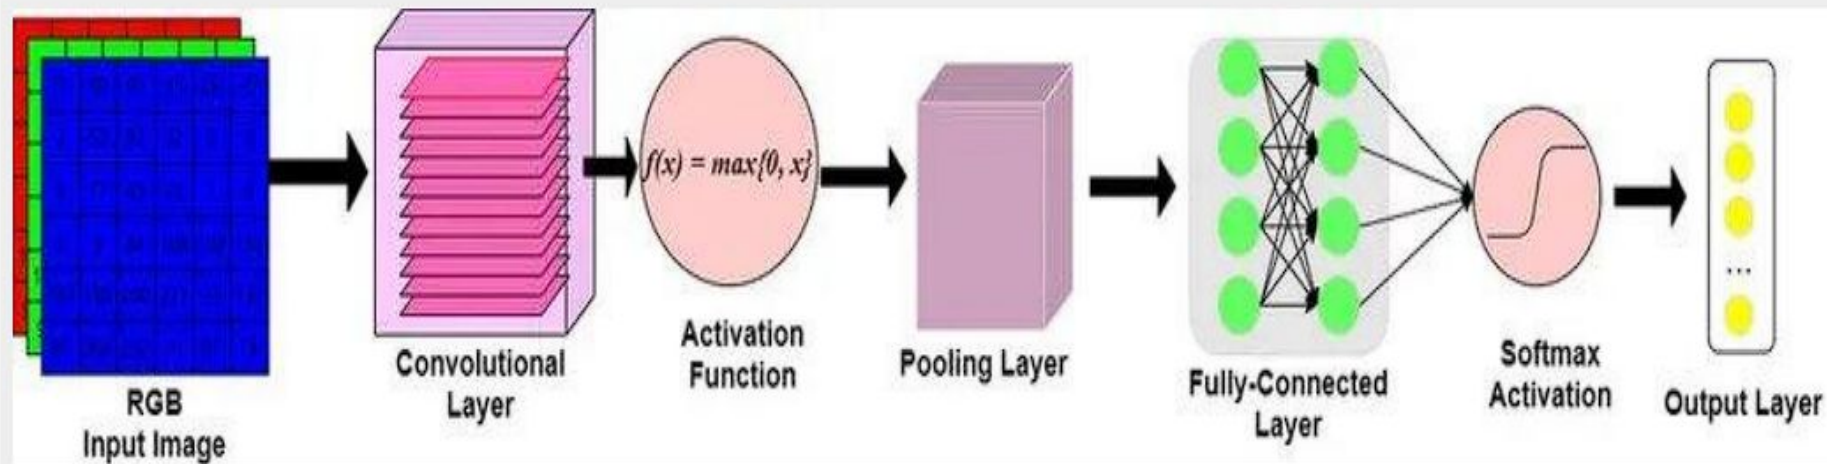 RGB
Input Image
Convolutional
Layer
f(x) = max{0, x}
Activation
Function
Pooling Layer
Fully-Connected
Layer
Softmax
Activation
...
Output Layer